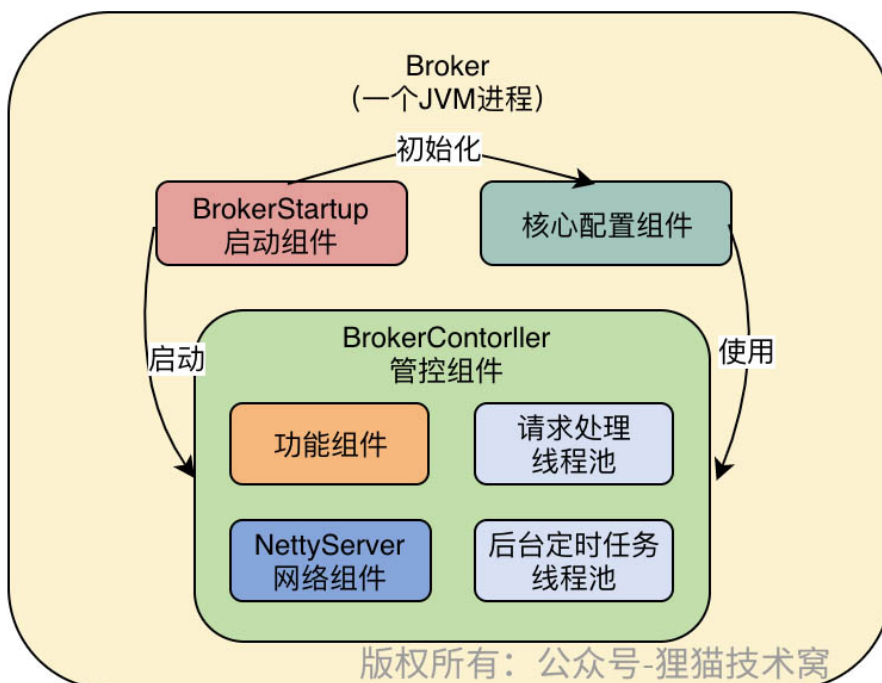 Broker
（一个JVM进程）
初始化
BrokerStartup
启动组件
核心配置组件
启动
使用
BrokerContorller
管控组件
功能组件
请求处理
线程池
NettyServer
网络组件
后台定时任务
线程池
版权所有：公众号-狸猫技术窝